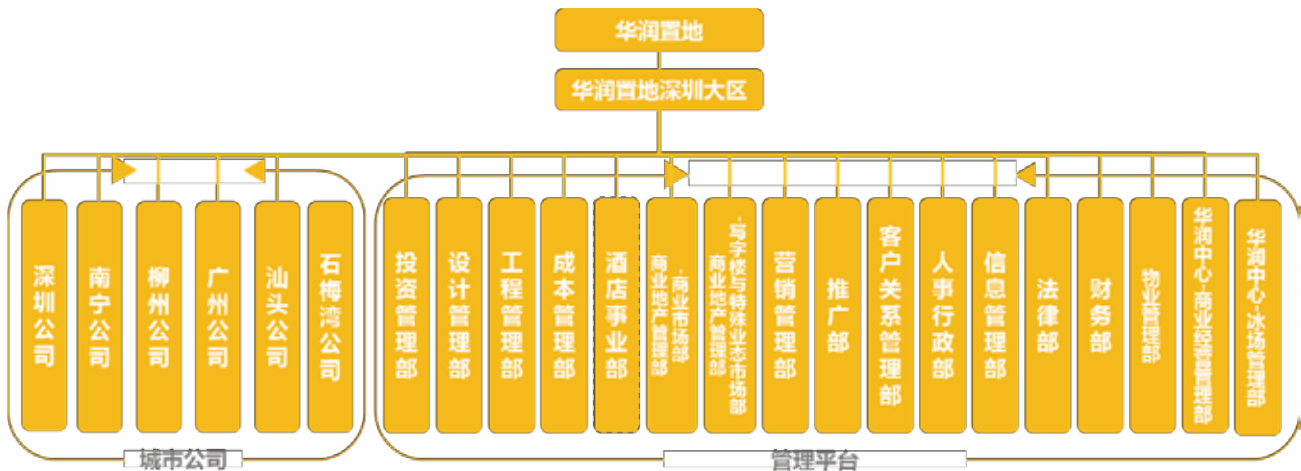 华润置地
华润置地深圳大区
深圳公司
南宁公司
柳州公司
广州公司
汕头公司
石梅湾公司
投资管理部
设计管理部
工程管理部
成本管理部
酒店事业部
商业地产管理部
-商业市场部
商业地产管理部
-写字楼与特殊业态市场部
营销管理部
推广部
客户关系管理部
人事行政部
信息管理部
法律部
财务部
物业管理部
华润中心-商业经营管理部
华润中心-冰场管理部
城市公司
管理平台